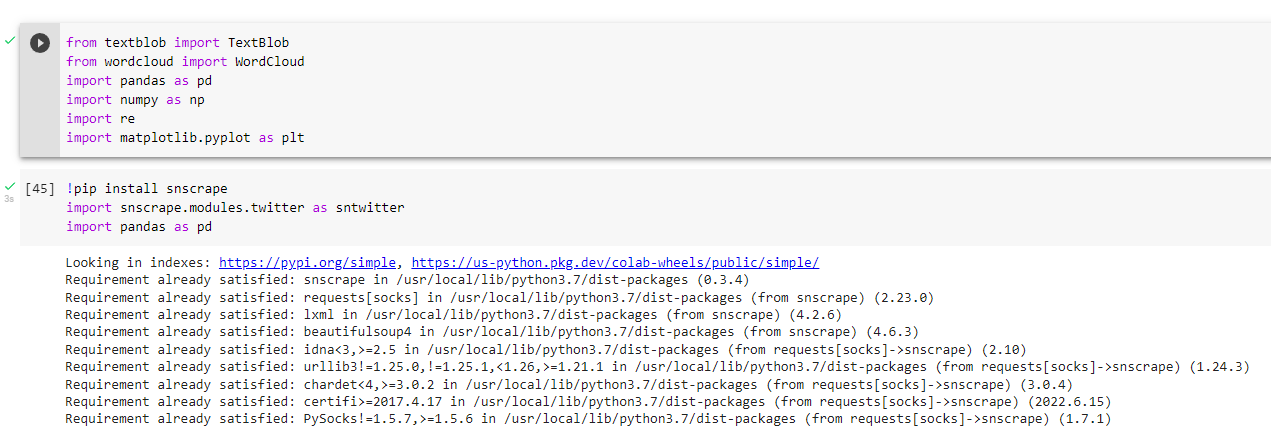 from textblob import TextBlob
from wordcloud import WordCloud
import pandas as pd
import numpy as np
import re
import matplotlib.pyplot as plt
[45] !pip install snscrape
3s
import snscrape.modules.twitter as sntwitter
import pandas as pd
Looking in indexes: https://pypi.org/simple, https://us-python.pkg.dev/colab-wheels/public/simple/
Requirement already satisfied: snscrape in /usr/local/lib/python3.7/dist-packages (0.3.4)
Requirement already satisfied: requests[socks] in /usr/local/lib/python3.7/dist-packages (from snscrape) (2.23.0)
Requirement already satisfied: lxml in /usr/local/lib/python3.7/dist-packages (from snscrape) (4.2.6)
Requirement already satisfied: beautifulsoup4 in /usr/local/lib/python3.7/dist-packages (from snscrape) (4.6.3)
Requirement already satisfied: idna<3,>=2.5 in /usr/local/lib/python3.7/dist-packages (from requests[socks]->snscrape) (2.10)
Requirement already satisfied: urllib3!=1.25.0,!=1.25.1,<1.26,>=1.21.1 in /usr/local/lib/python3.7/dist-packages (from requests[socks]->snscrape) (1.24.3)
Requirement already satisfied: chardet<4,>=3.0.2 in /usr/local/lib/python3.7/dist-packages (from requests[socks]->snscrape) (3.0.4)
Requirement already satisfied: certifi>=2017.4.17 in /usr/local/lib/python3.7/dist-packages (from requests[socks]->snscrape) (2022.6.15)
Requirement already satisfied: PySocks!=1.5.7,>=1.5.6 in /usr/local/lib/python3.7/dist-packages (from requests[socks]->snscrape) (1.7.1)